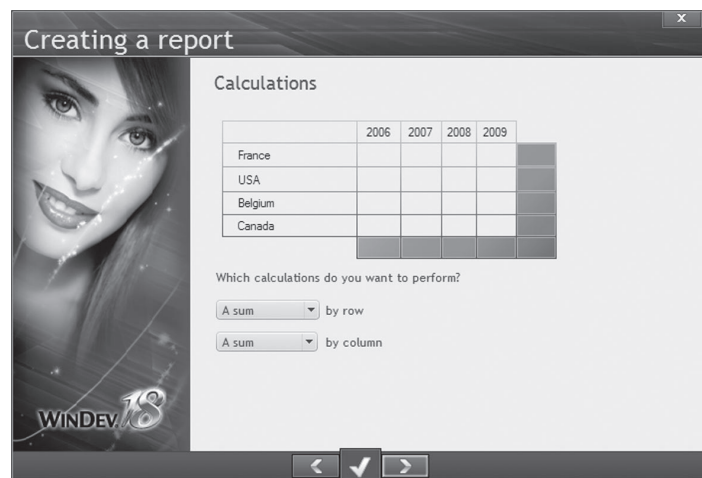 X
Creating a report
Calculations
2006 2007 2008 2009
France
USA
Belgium
Canada
Which calculations do you want to perform?
A sum by row
A sum by column
WINDEV. 18